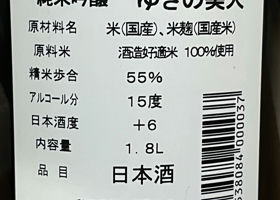 純米吟醸 ゆきの美人
原材料名 米(国産)、米麹(国産米)
原料米 酒造好適米 100%使用
精米歩合 55%
アルコール分 15度
日本酒度 +6
内容量 1.8L
品目 日本酒
538084000037